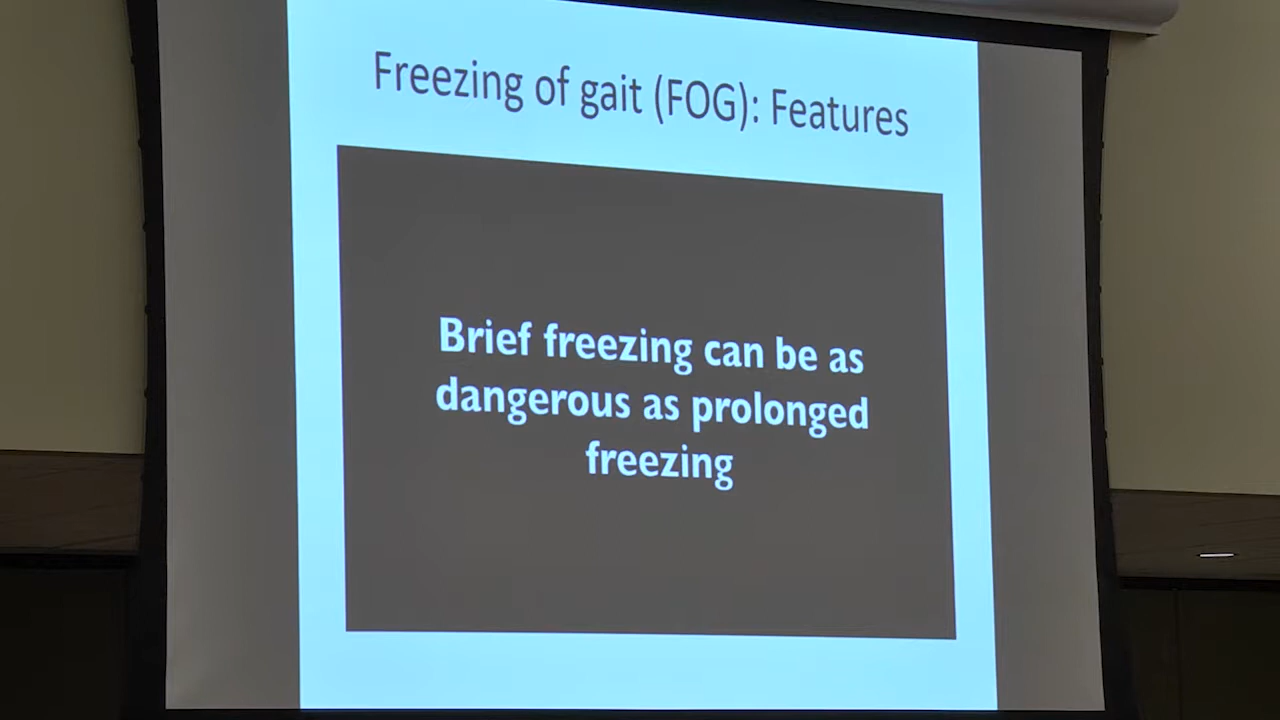 Freezing of gait (FOG): Features
Brief freezing can be as
dangerous as prolonged
freezing